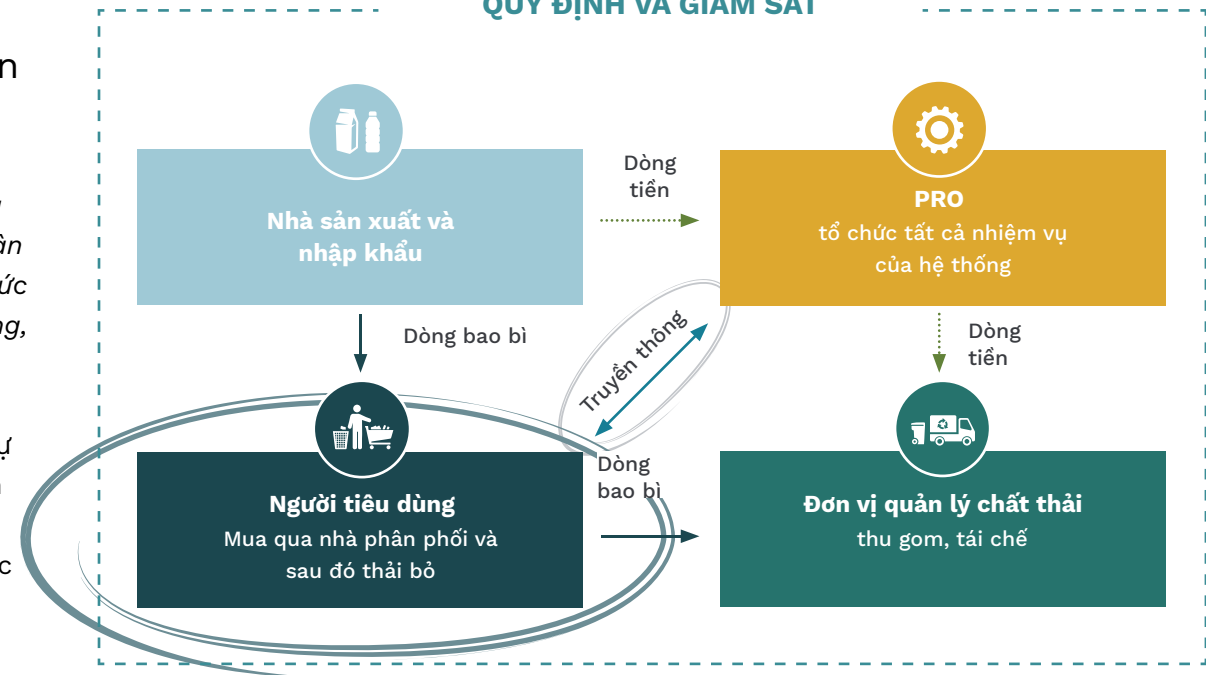 QUY ĐỊNH VÀ GIÁM SÁT
Nhà sản xuất và
nhập khẩu
Dòng
tiền
PRO
tổ chức tất cả nhiệm vụ
của hệ thống
Dòng bao bì
Truyền thông
Dòng
tiền
Người tiêu dùng
Mua qua nhà phân phối và
sau đó thải bỏ
Dòng
bao bì
Đơn vị quản lý chất thải
thu gom, tái chế